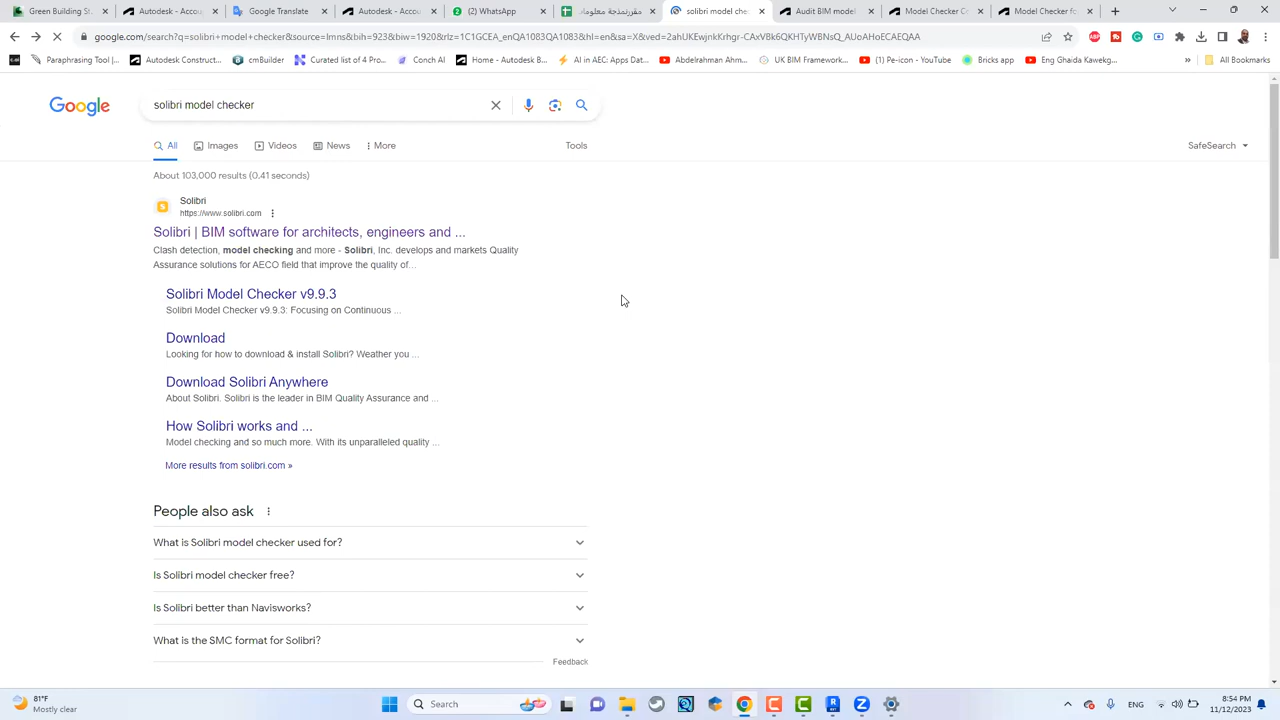 Green Building St
Autodesk - Accou
Google Translate
Autodesk - Accou
(2) WhatsApp
مقورنمذجة معلومات
solibri model che
Audit BIM model
Model Checker C
Model Checker fo
google.com/search?q=solibri+model+checker&source=lmns&bih=923&biw=1920&rlz=1C1GCEA_enQA1083QA1083&hl=en&sa=X&ved=2ahUKEwjnkKrhgr-CAxVBk6QKHTyWBNsQ_AUoAHoECAEQAA
Paraphrasing Tool |
Autodesk Construct...
cmBuilder
Curated list of 4 Pro...
Conch AI
Home - Autodesk B...
AI in AEC: Apps Dat...
Abdelrahman Ahm...
UK BIM Framework...
(7) Pe-icon - YouTube
Bricks app
Eng Ghaida Kawekg...
»
All Bookmarks
Google
solibri model checker
All
Images
Videos
News
More
Tools
SafeSearch
About 103,000 results (0.41 seconds)
Solibri
https://www.solibri.com
Solibri | BIM software for architects, engineers and ...
Clash detection, model checking and more - Solibri, Inc. develops and markets Quality
Assurance solutions for AECO field that improve the quality of...
Solibri Model Checker v9.9.3
Solibri Model Checker v9.9.3: Focusing on Continuous ...
Download
Looking for how to download & install Solibri? Weather you ...
Download Solibri Anywhere
About Solibri. Solibri is the leader in BIM Quality Assurance and ...
How Solibri works and ...
Model checking and so much more. With its unparalleled quality ...
More results from solibri.com »
People also ask
What is Solibri model checker used for?
Is Solibri model checker free?
Is Solibri better than Navisworks?
What is the SMC format for Solibri?
Feedback
81°F
Mostly clear
Search
ENG
8:54 PM
11/12/2023